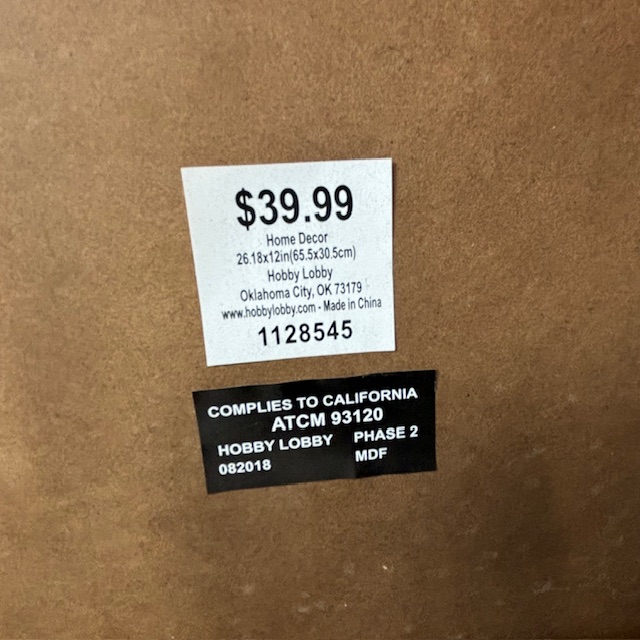 $39.99
Home Decor
26.18x12in(65.5x30.5cm)
Hobby Lobby
Oklahoma City, OK 73179
www.hobbylobby.com - Made in China
1128545
COMPLIES TO CALIFORNIA
ATCM 93120
HOBBY LOBBY PHASE 2
082018 MDF